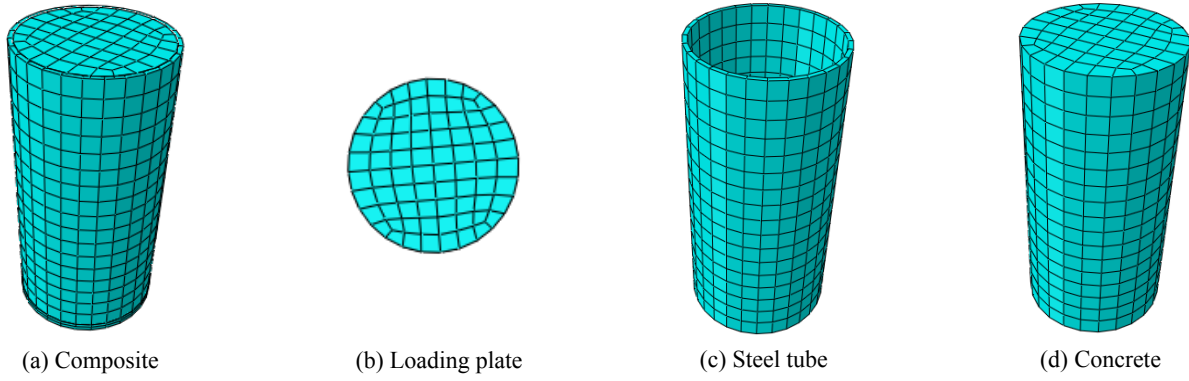 (a) Composite
(b) Loading plate
(c) Steel tube
(d) Concrete